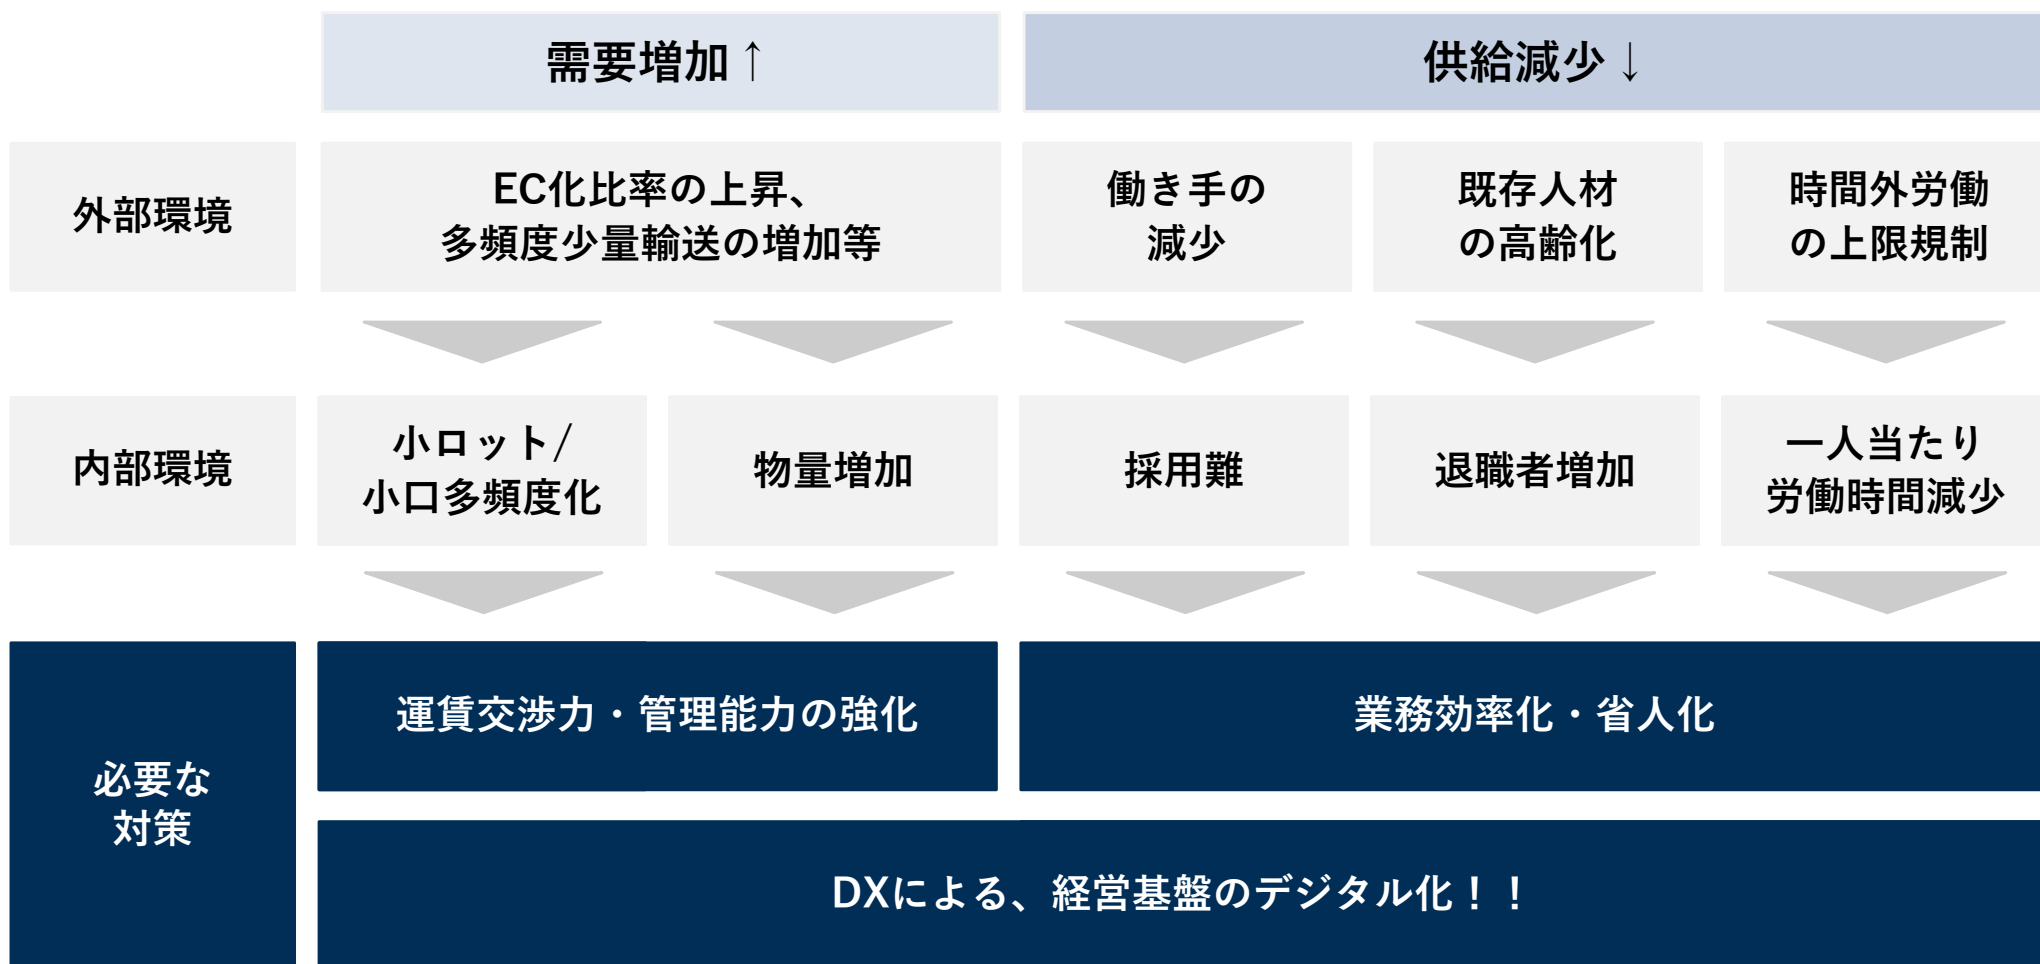 需要増加↑
供給減少↓
外部環境
EC化比率の上昇、
多頻度少量輸送の増加等
働き手の
減少
既存人材
の高齢化
時間外労働
の上限規制
内部環境
小ロット/
小口多頻度化
物量増加
採用難
退職者増加
一人当たり
労働時間減少
必要な
対策
運賃交渉力・管理能力の強化
業務効率化・省人化
DXによる、経営基盤のデジタル化！！